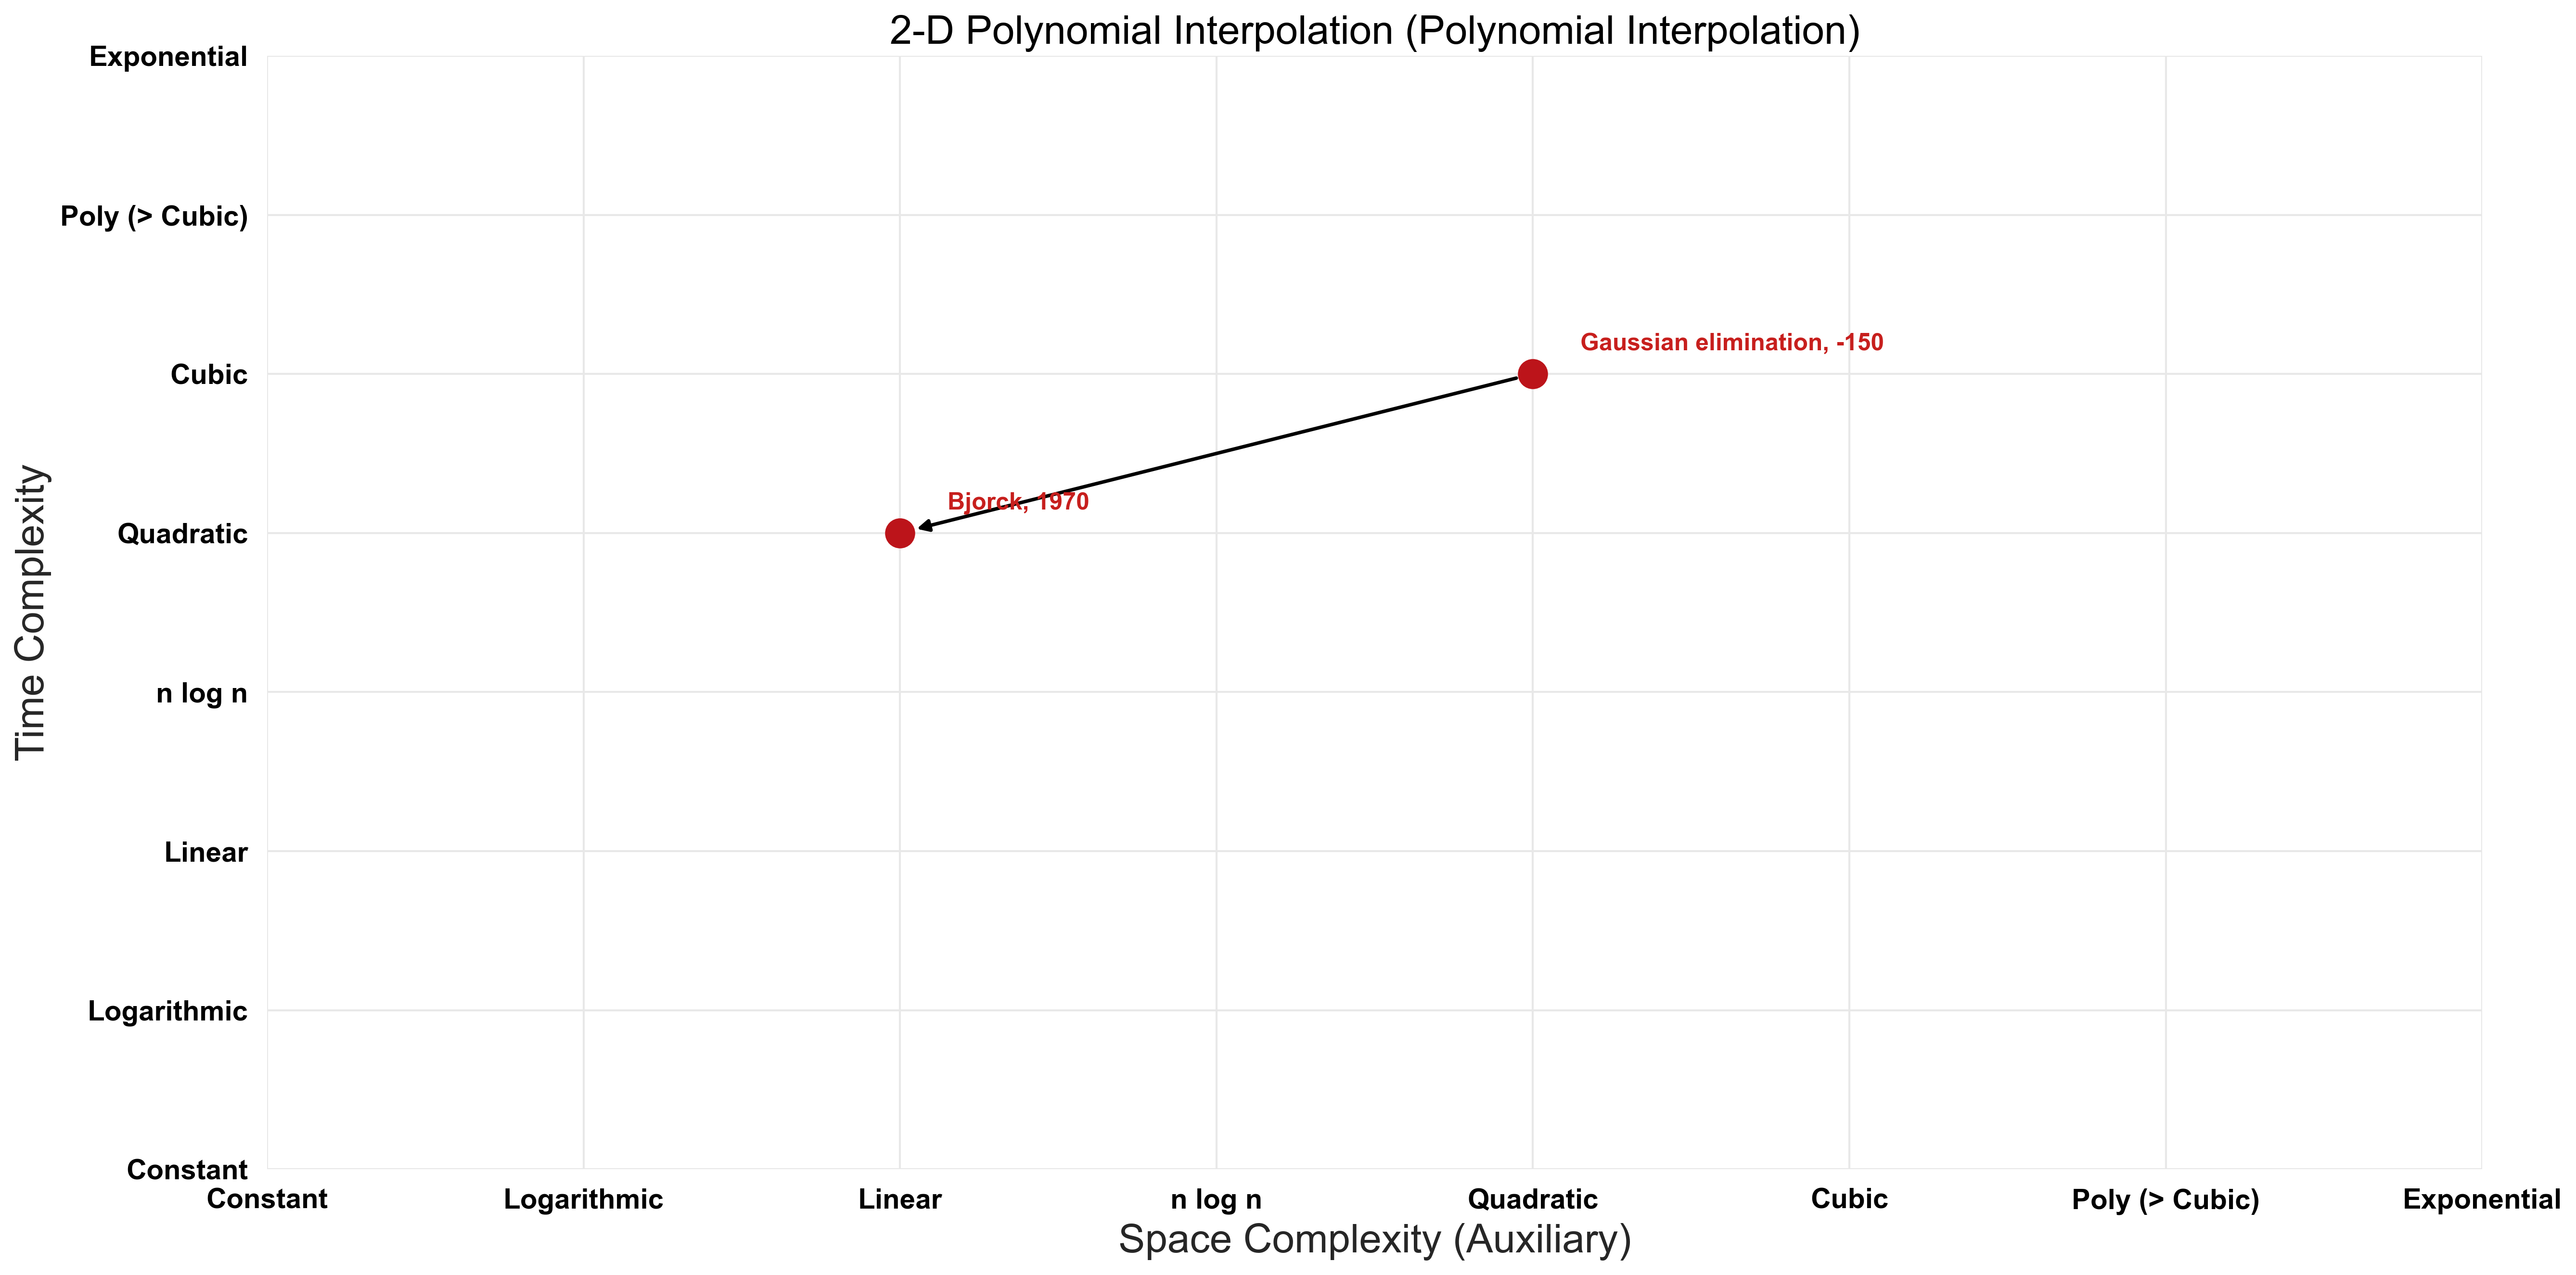 2-D Polynomial Interpolation (Polynomial Interpolation)
Exponential
Poly (> Cubic)
Cubic
Quadratic
n log n
Linear
Logarithmic
Constant
Time Complexity
Gaussian elimination, -150
Bjorck, 1970
Constant
Logarithmic
Linear
n log n
Quadratic
Cubic
Poly (> Cubic)
Exponential
Space Complexity (Auxiliary)